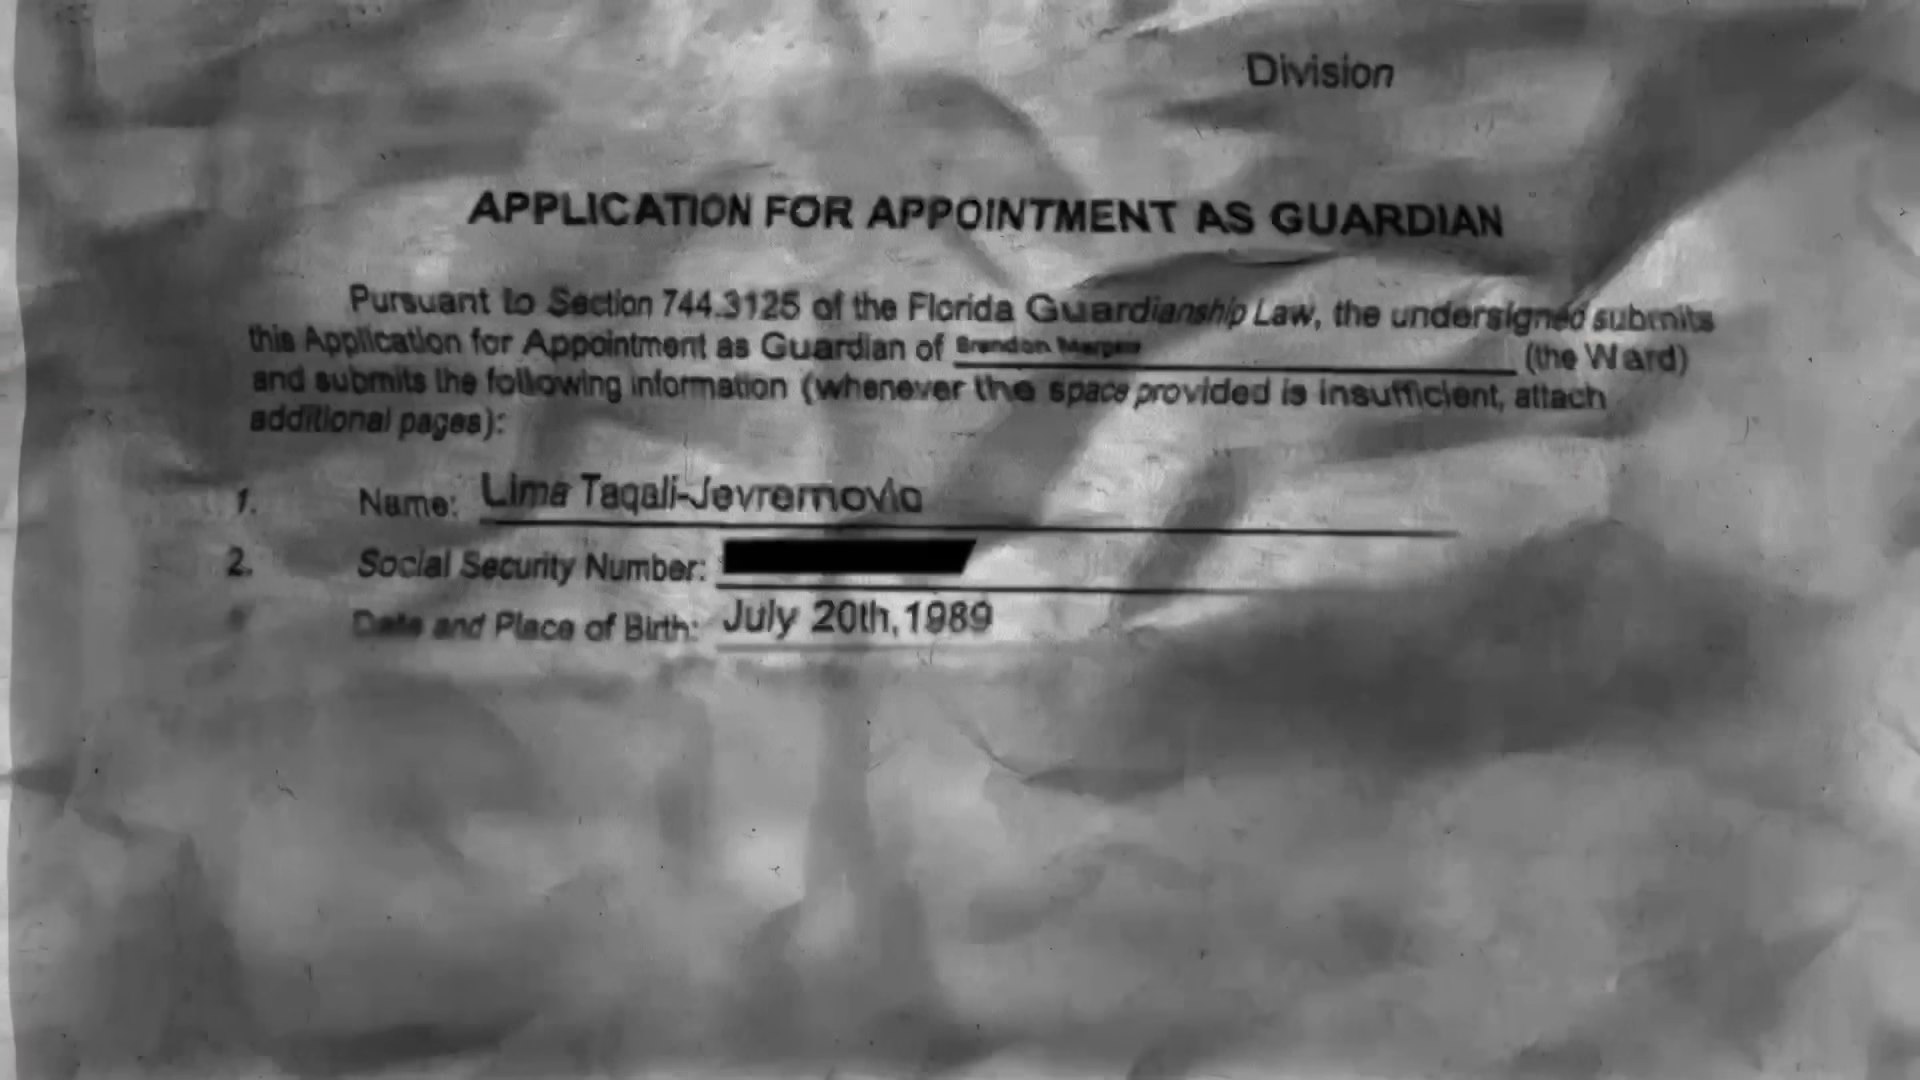 Division
APPLICATION FOR APPOINTMENT AS GUARDIAN
Pursuant to Section 744.3125 of the Florida Guardianship Law, the undersigned submits
this Application for Appointment as Guardian of Brandon (the Ward)
and submits the following information (whenever the space provided is insufficient, attach
additional pages):
1. Name: Lima Taqali-Jevremovic
2. Social Security Number:
Date and Place of Birth: July 20th, 1989